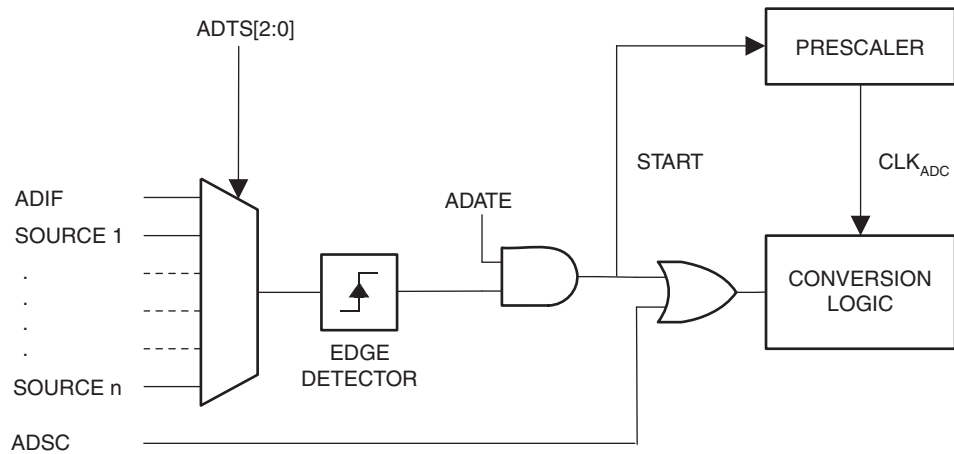 ADTS[2:0]
PRESCALER
START
CLKADC
ADIF
ADATE
SOURCE 1
.
.
.
.
CONVERSION
LOGIC
EDGE
DETECTOR
SOURCE n
ADSC